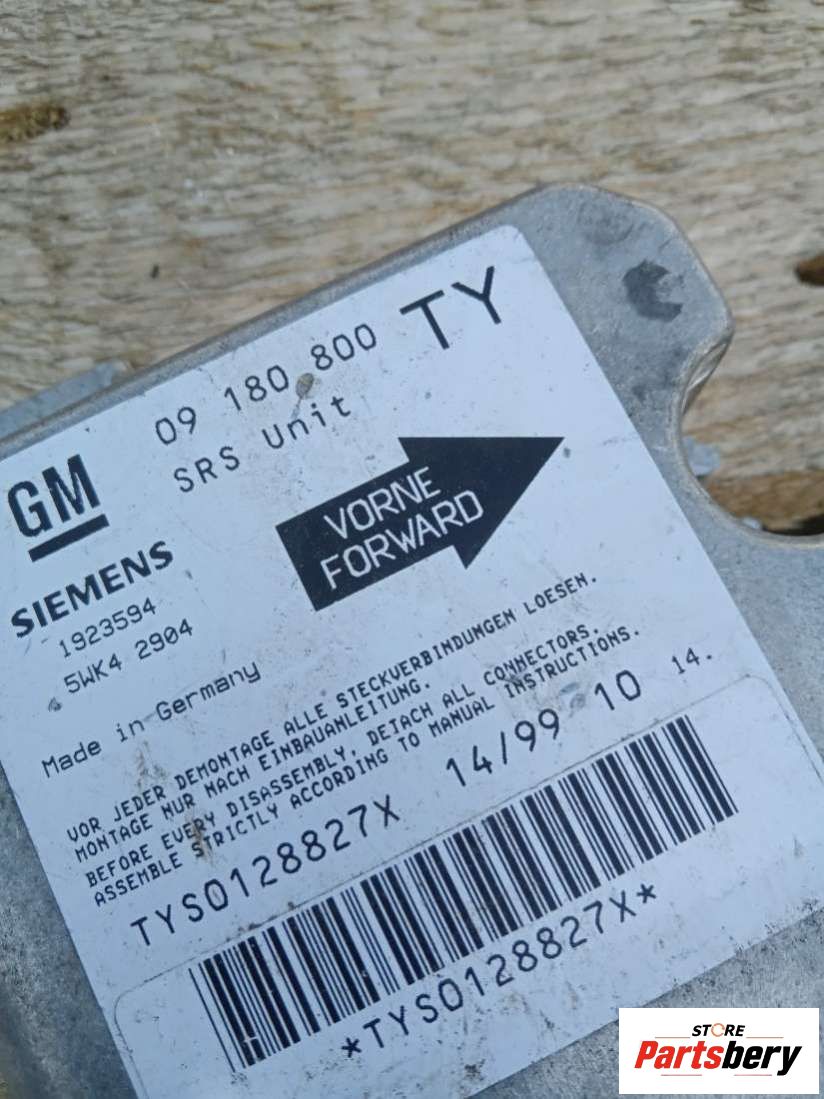 09 180 800 TY
SRS Unit
GM
VORNE
FORWARD
SIEMENS
1923594
5WK4 2904
Made in Germany
VOR JEDER DEMONTAGE ALLE STECKVERBINDUNGEN LOESEN.
MONTAGE NUR NACH EINBAUANLEITUNG.
BEFORE EVERY DISASSEMBLY, DETACH ALL CONNECTORS.
ASSEMBLE STRICTLY ACCORDING TO MANUAL INSTRUCTIONS.
TYS0128827X 14/99 10 14.
*TYS0128827X*
STORE
Partsbery